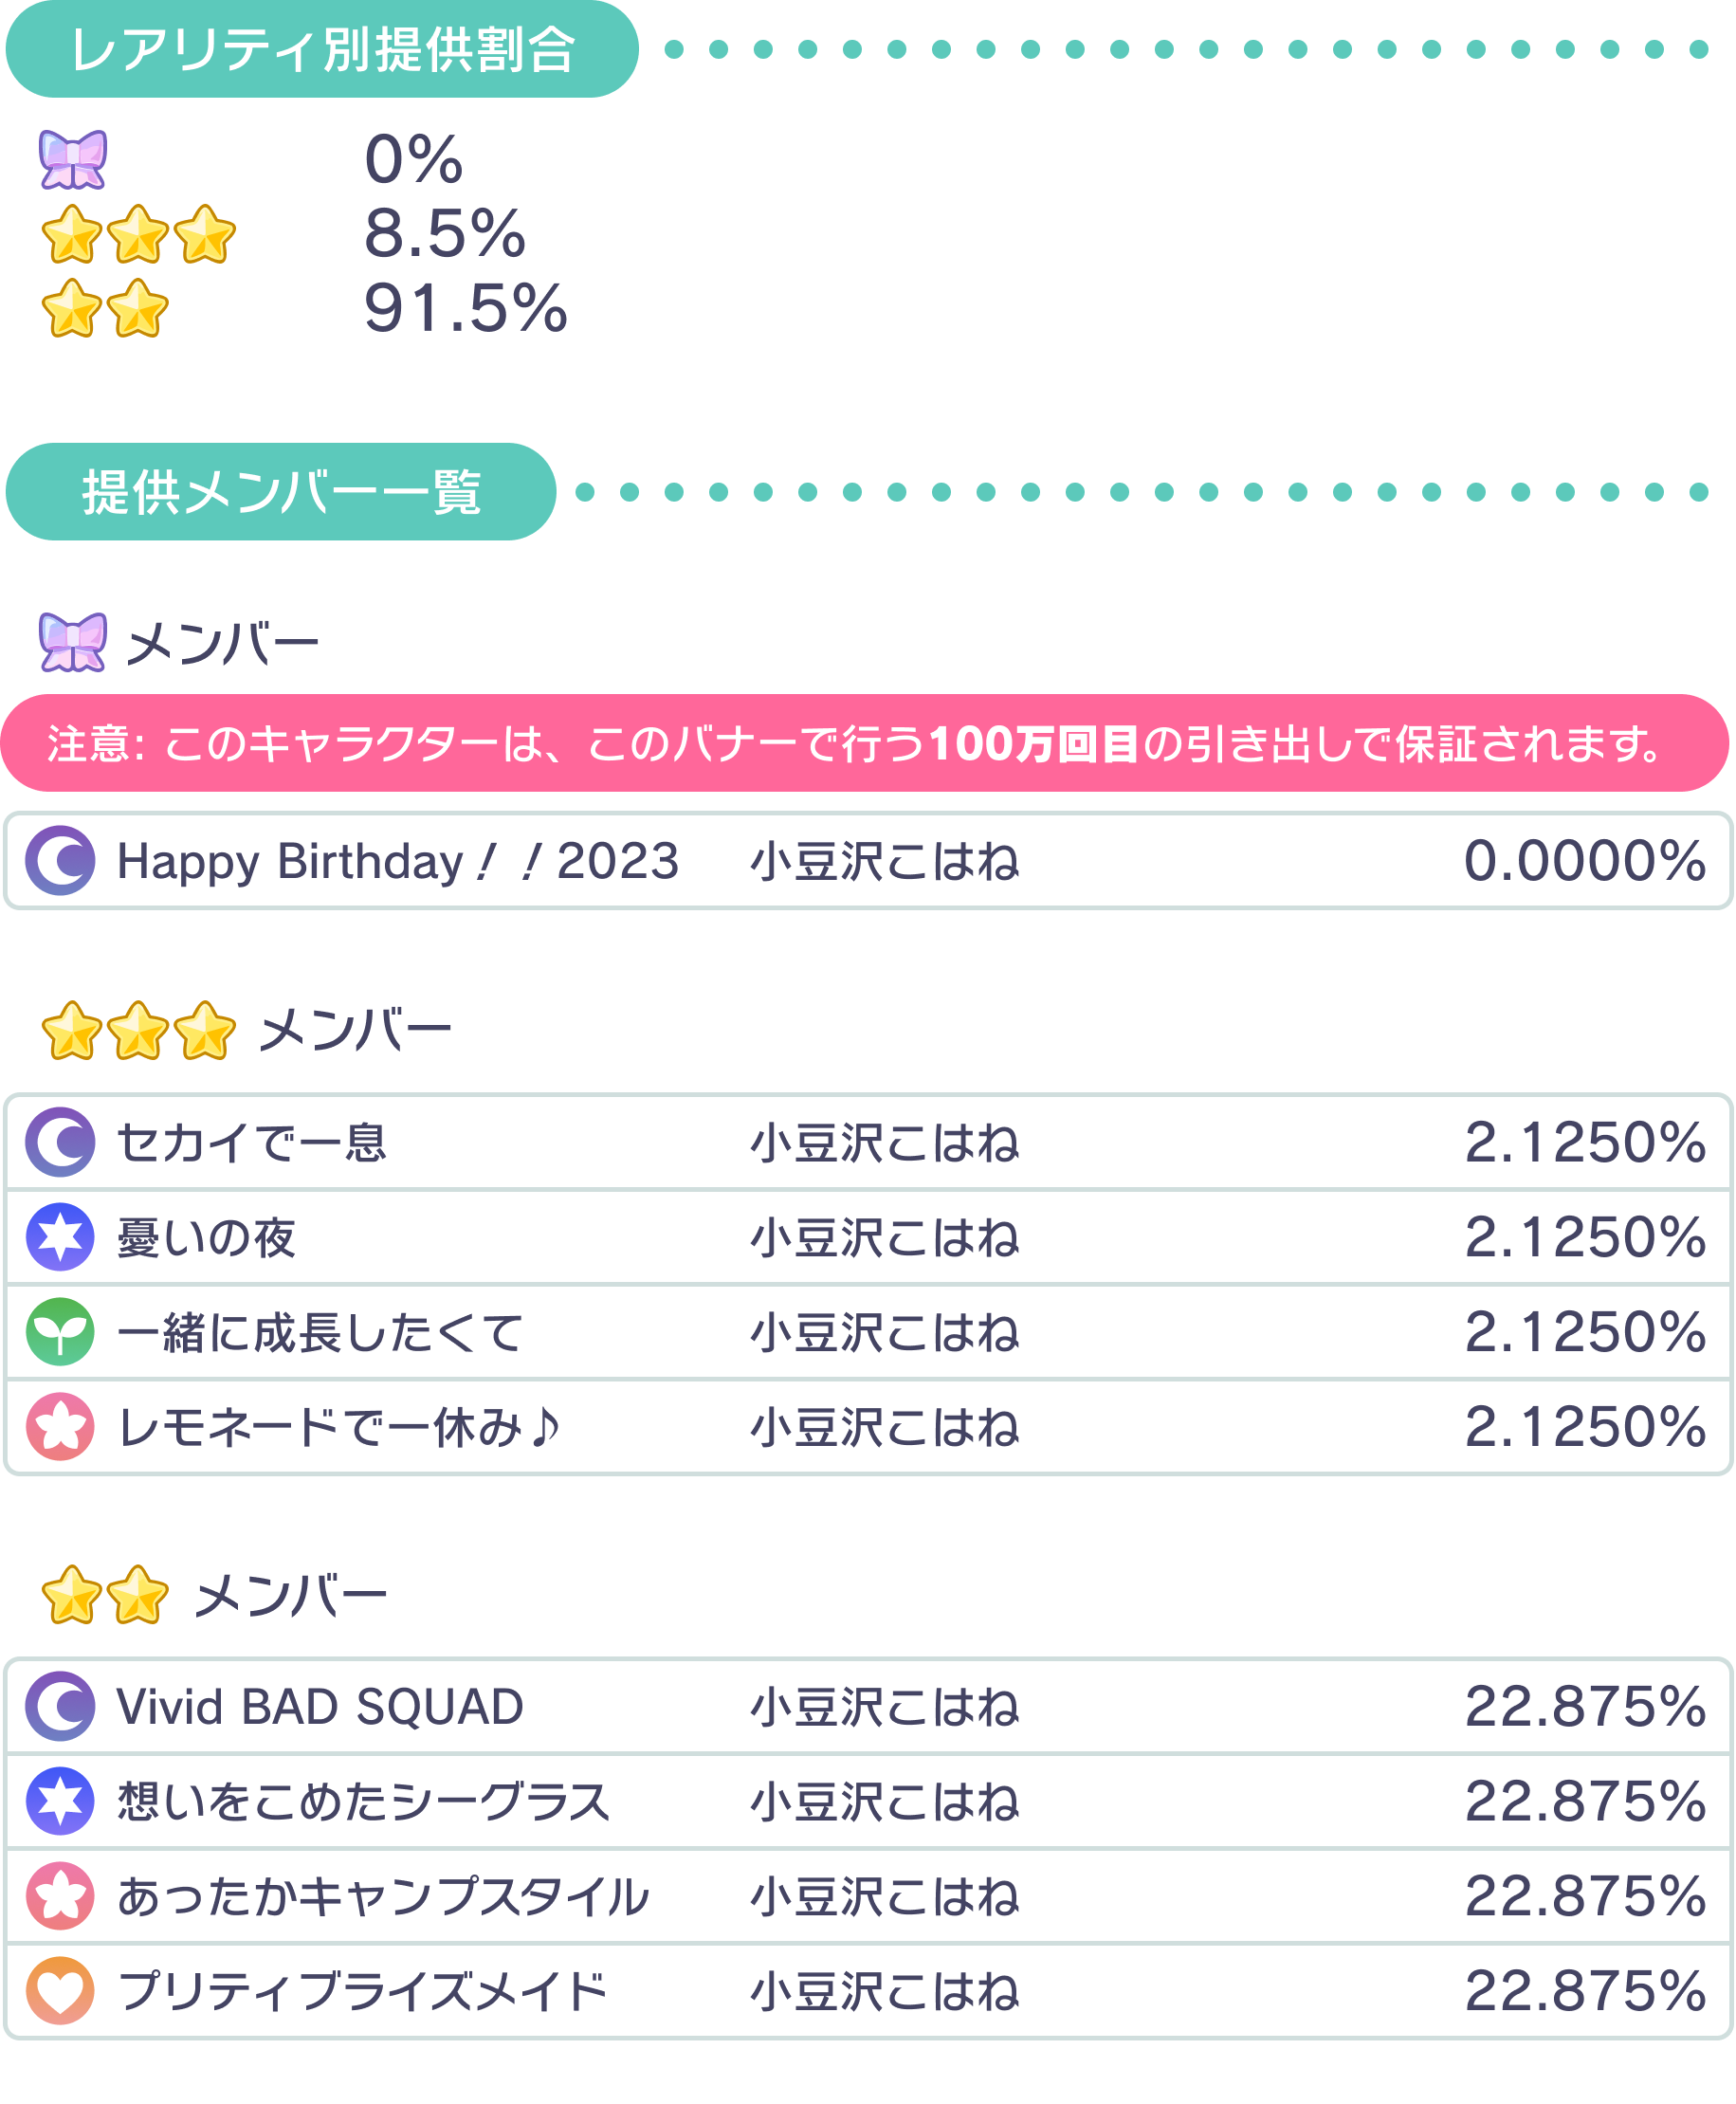 レアリティ別提供割合
0%
8.5%
91.5%
提供メンバー一覧
メンバー
注意: このキャラクターは、このバナーで行う100万回目の引き出しで保証されます。
Happy Birthday！！2023 小豆沢こはね 0.0000%
メンバー
セカイで一息 小豆沢こはね 2.1250%
憂いの夜 小豆沢こはね 2.1250%
一緒に成長したくて 小豆沢こはね 2.1250%
レモネードで一休み♪ 小豆沢こはね 2.1250%
メンバー
Vivid BAD SQUAD 小豆沢こはね 22.875%
想いをこめたシーグラス 小豆沢こはね 22.875%
あったかキャンプスタイル 小豆沢こはね 22.875%
プリティブライズメイド 小豆沢こはね 22.875%